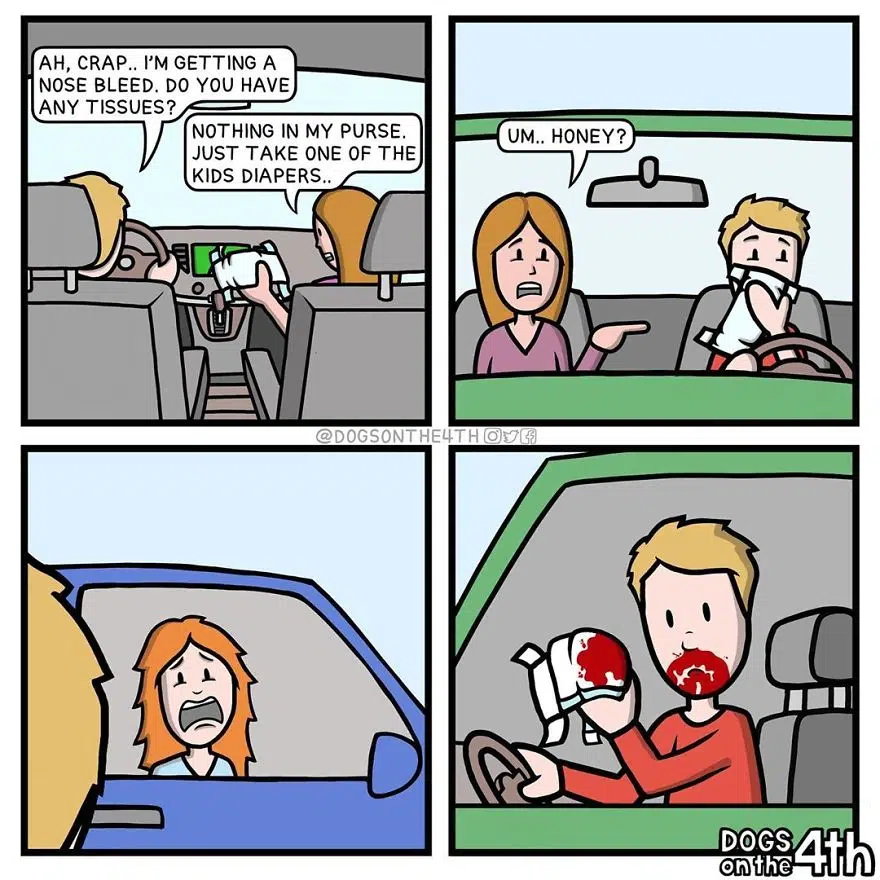 AH, CRAP.. I'M GETTING A
NOSE BLEED. DO YOU HAVE
ANY TISSUES?
NOTHING IN MY PURSE.
JUST TAKE ONE OF THE
KIDS DIAPERS..
UM.. HONEY?
@DOGSONTHE4TH
DOGS
on the 4th